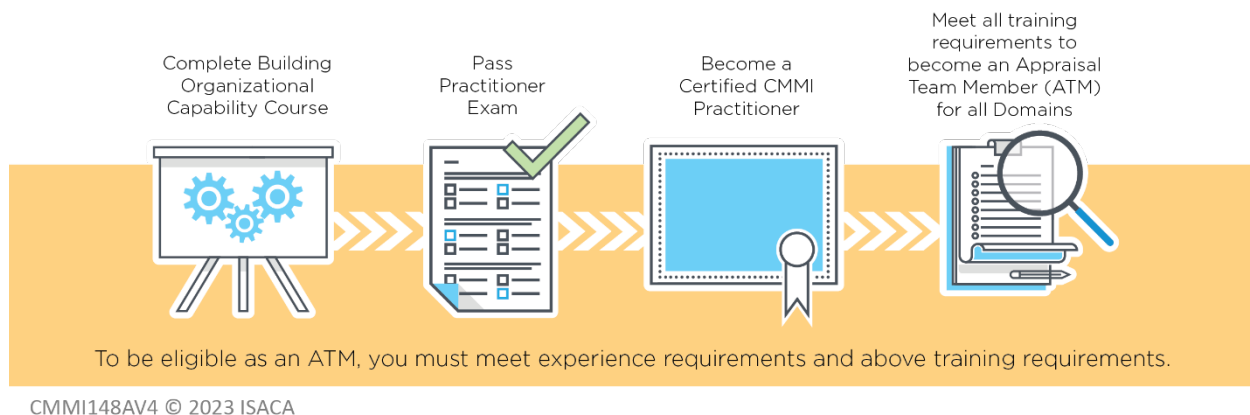 Complete Building
Organizational
Capability Course
Pass
Practitioner
Exam
Become a
Certified CMMI
Practitioner
Meet all training
requirements to
become an Appraisal
Team Member (ATM)
for all Domains
To be eligible as an ATM, you must meet experience requirements and above training requirements.
CMMI148AV4 © 2023 ISACA